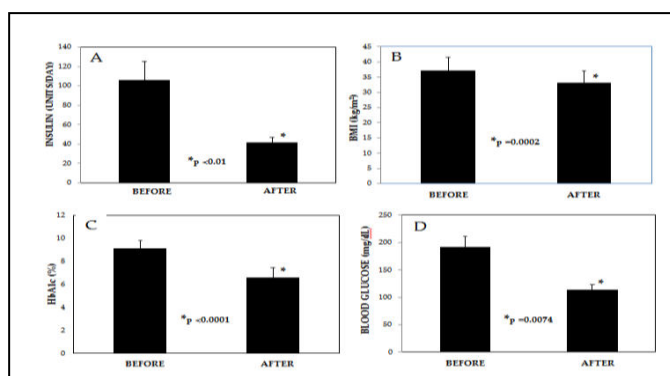 A
INSULIN (UNITS/DAY)
140
120
100
80
60
40
20
0
*
*p <0.01
BEFORE AFTER
B
BMI (kg/m²)
45
40
35
30
25
20
15
10
5
0
*
*p =0.0002
BEFORE AFTER
C
HbA1c (%)
12
10
8
6
4
2
0
*
*p <0.0001
BEFORE AFTER
D
BLOOD GLUCOSE (mg/dL)
250
200
150
100
50
0
*
*p =0.0074
BEFORE AFTER